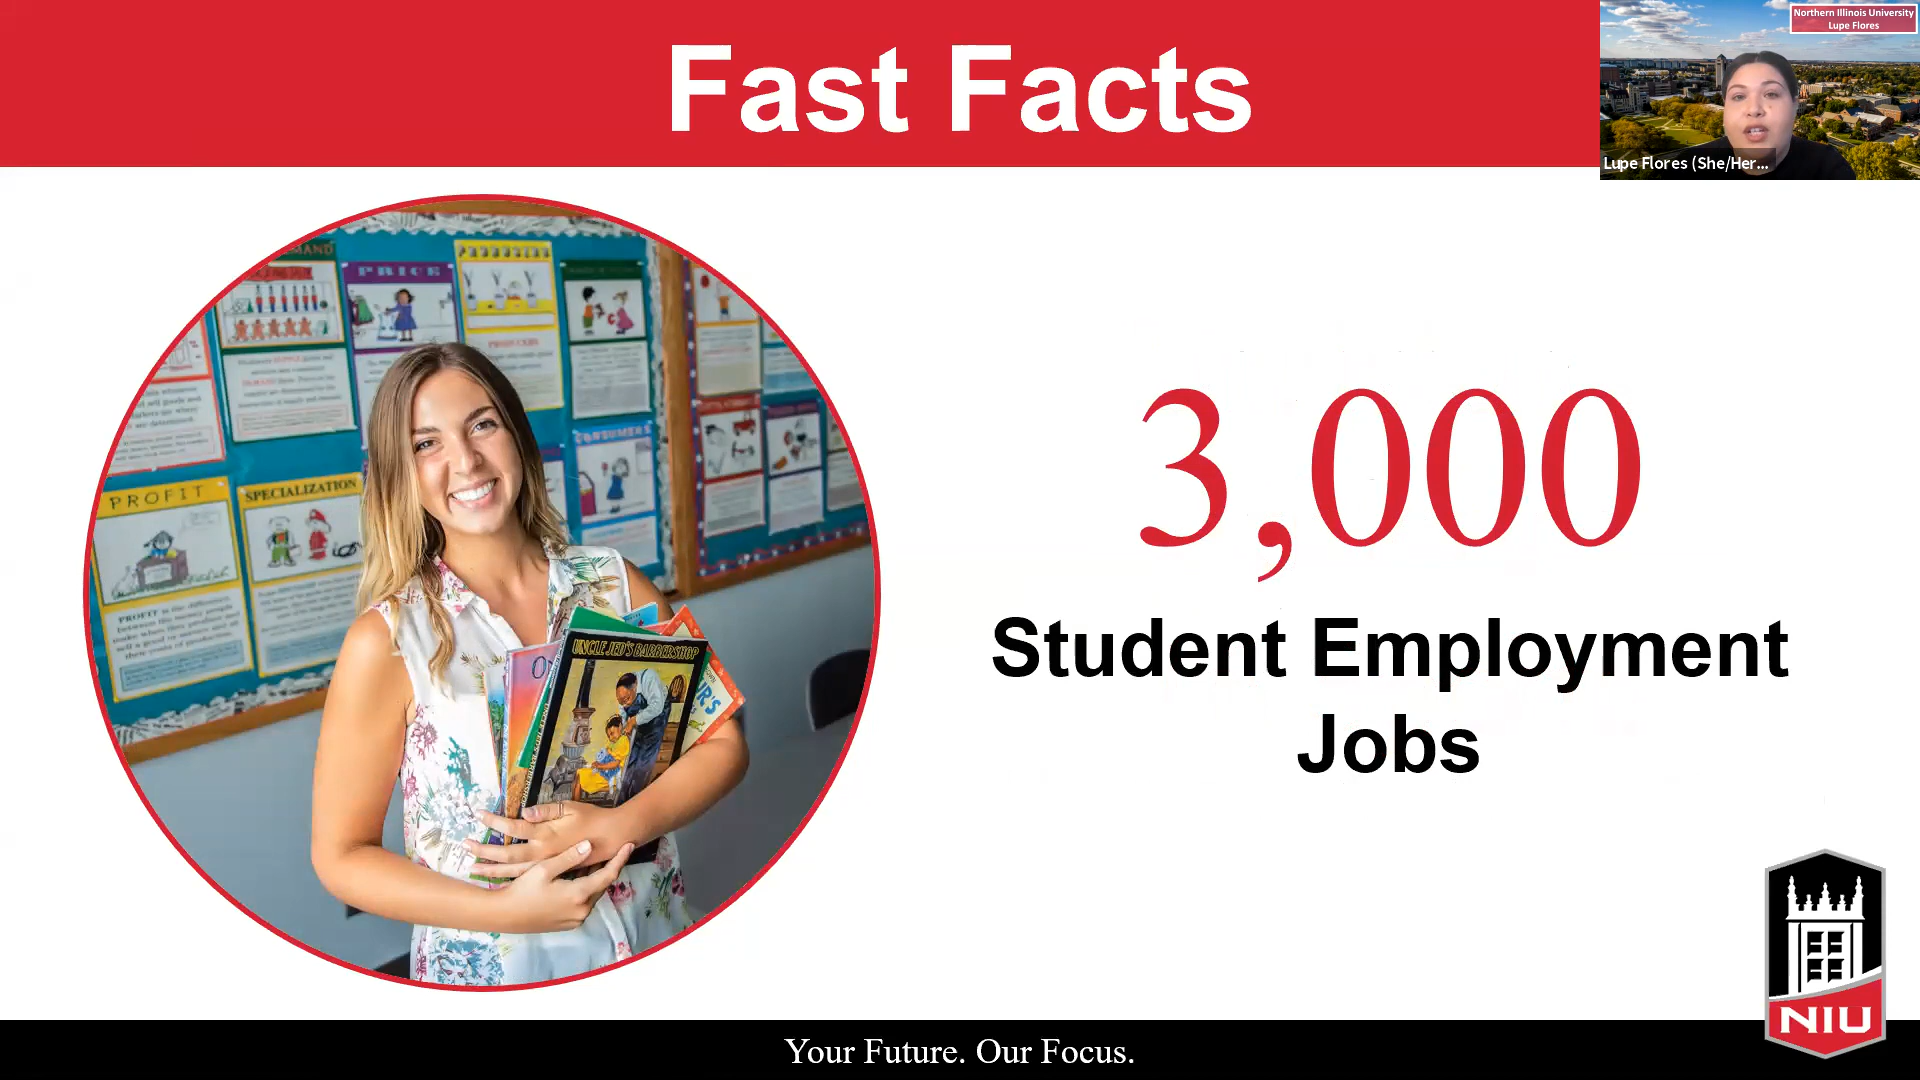 Fast Facts
Northern Illinois University
Lupe Flores
Lupe Flores (She/Her...
PRICE
PROFIT
SPECIALIZATION
CONSUMERS
PRODUCERS
UNCLE JED'S BARBERSHOP
3,000
Student Employment
Jobs
NIU
Your Future. Our Focus.